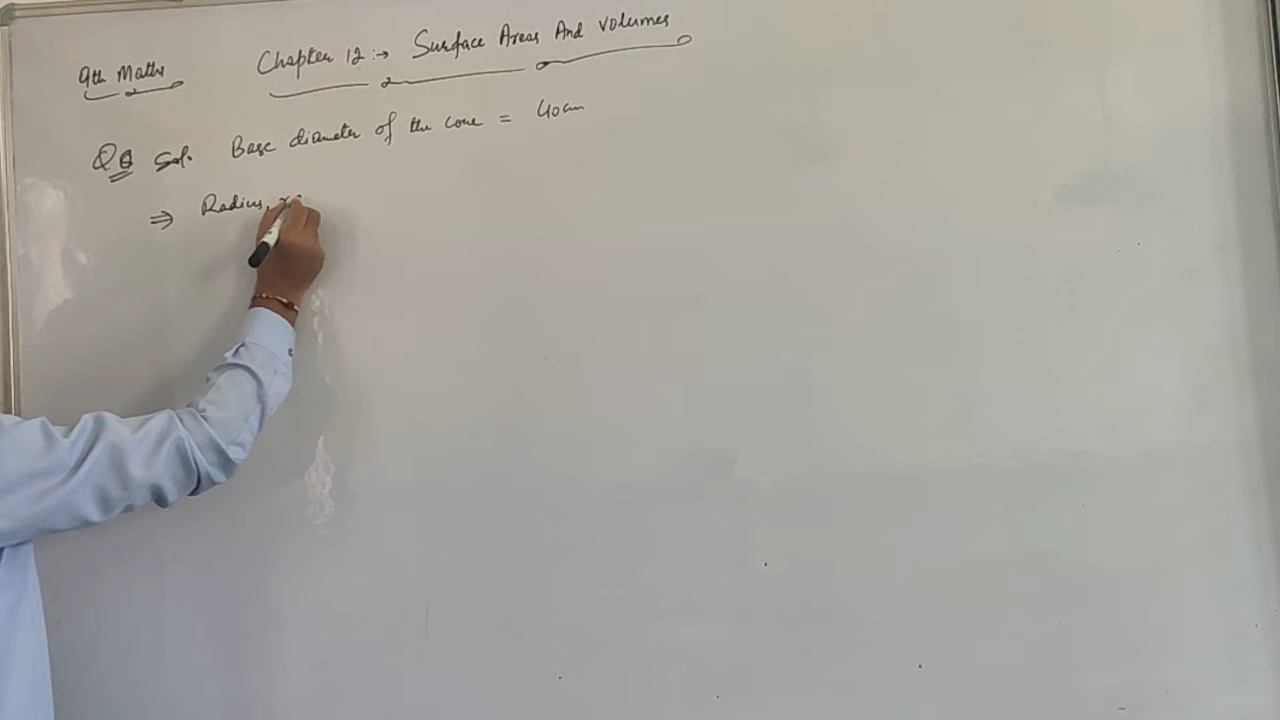 9th Maths
Chapter 12:→ Surface Areas And Volumes
Q8 Sol. Base diameter of the cone = 40cm
⇒ Radius, r